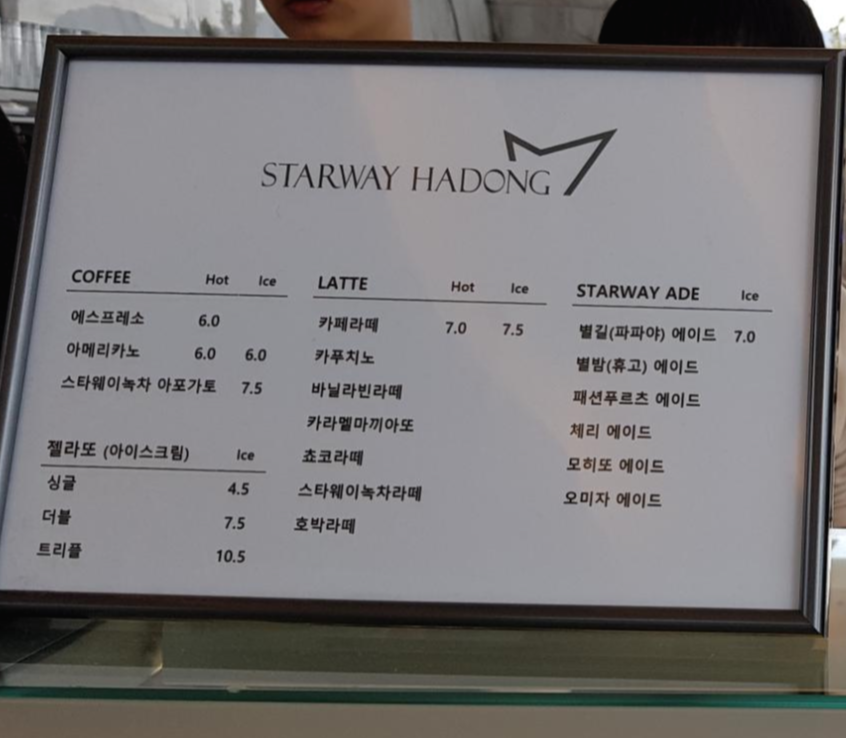 STARWAY HADONG
COFFEE Hot Ice
에스프레소 6.0
아메리카노 6.0 6.0
스타웨이녹차 아포가토 7.5
젤라또 (아이스크림) Ice
싱글 4.5
더블 7.5
트리플 10.5
LATTE Hot Ice
카페라떼 7.0 7.5
카푸치노
바닐라빈라떼
카라멜마끼아또
쵸코라떼
스타웨이녹차라떼
호박라떼
STARWAY ADE Ice
별길(파파야) 에이드 7.0
별밤(휴고) 에이드
패션푸르츠 에이드
체리 에이드
모히또 에이드
오미자 에이드